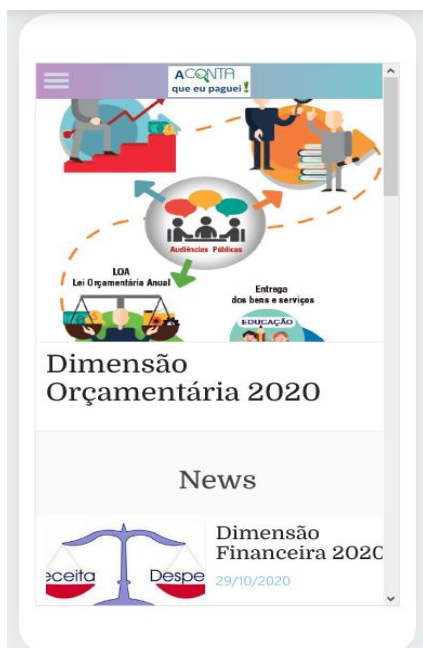 ACONTA
que eu paguei!
Audiências Públicas
LOA
Lei Orçamentária Anual
Entrega
dos bens e serviços
EDUCAÇÃO
Dimensão
Orçamentária 2020
News
Dimensão
Financeira 2020
29/10/2020
eceita Despe